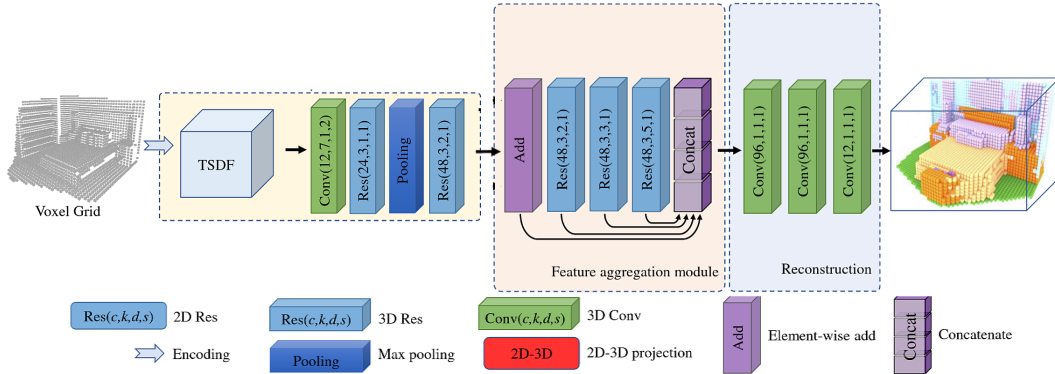 Voxel Grid
TSDF
Conv(12,7,1,2)
Res(24,3,1,1)
Pooling
Res(48,3,2,1)
Add
Res(48,3,2,1)
Res(48,3,3,1)
Res(48,3,5,1)
Concat
Feature aggregation module
Conv(96,1,1,1)
Conv(96,1,1,1)
Conv(12,1,1,1)
Reconstruction
Res(c,k,d,s) 2D Res
Res(c,k,d,s) 3D Res
Conv(c,k,d,s) 3D Conv
Add Element-wise add
Concat Concatenate
Encoding
Pooling Max pooling
2D-3D 2D-3D projection